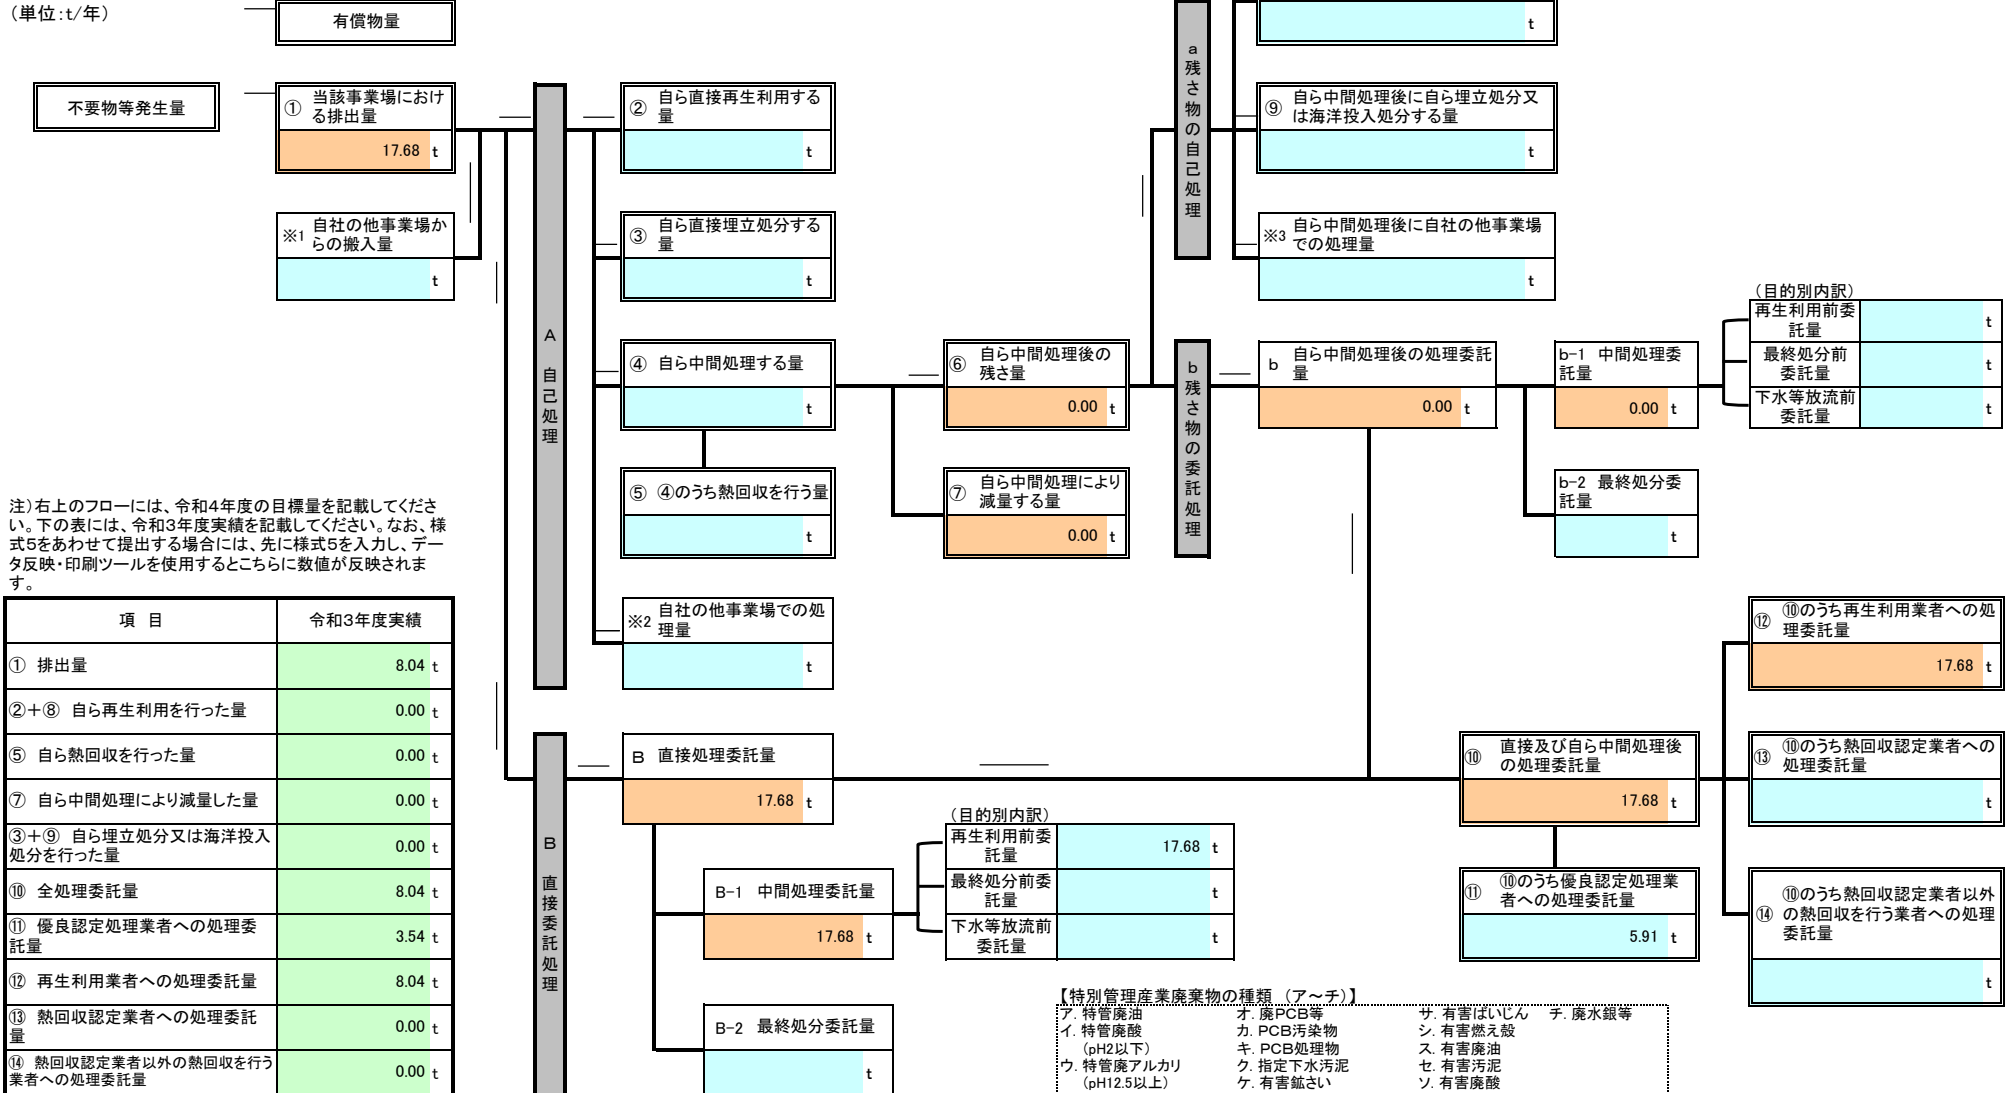 （単位：t/年）
有償物量
t
不要物等発生量
① 当該事業場におけ
る排出量
17.68 t
※1 自社の他事業場か
らの搬入量
t
A 自己処理
② 自ら直接再生利用する
量
t
③ 自ら直接埋立処分する
量
t
④ 自ら中間処理する量
t
⑤ ④のうち熱回収を行う量
t
※2 自社の他事業場での処
理量
t
⑥ 自ら中間処理後の
残さ量
0.00 t
⑦ 自ら中間処理により
減量する量
0.00 t
a 残さ物の自己処理
⑨ 自ら中間処理後に自ら埋立処分又
は海洋投入処分する量
t
※3 自ら中間処理後に自社の他事業場
での処理量
t
b 残さ物の委託処理
b 自ら中間処理後の処理委託
量
0.00 t
b-1 中間処理委
託量
0.00 t
b-2 最終処分委
託量
t
（目的別内訳）
再生利用前委
託量
t
最終処分前
委託量
t
下水等放流前
委託量
t
注）右上のフローには、令和4年度の目標量を記載してくださ
い。下の表には、令和3年度実績を記載してください。なお、様
式5をあわせて提出する場合には、先に様式5を入力し、デー
タ反映・印刷ツールを使用するとこちらに数値が反映されま
す。
項 目 令和3年度実績
① 排出量 8.04 t
②＋⑧ 自ら再生利用を行った量 0.00 t
⑤ 自ら熱回収を行った量 0.00 t
⑦ 自ら中間処理により減量した量 0.00 t
③＋⑨ 自ら埋立処分又は海洋投入
処分を行った量 0.00 t
⑩ 全処理委託量 8.04 t
⑪ 優良認定処理業者への処理委
託量 3.54 t
⑫ 再生利用業者への処理委託量 8.04 t
⑬ 熱回収認定業者への処理委託
量 0.00 t
⑭ 熱回収認定業者以外の熱回収を行う
業者への処理委託量 0.00 t
B 直接委託処理
B 直接処理委託量
17.68 t
B-1 中間処理委託量
17.68 t
B-2 最終処分委託量
t
（目的別内訳）
再生利用前委
託量
17.68 t
最終処分前委
託量
t
下水等放流前
委託量
t
⑩ 直接及び自ら中間処理後
の処理委託量
17.68 t
⑪ ⑩のうち優良認定処理業
者への処理委託量
5.91 t
⑫ ⑩のうち再生利用業者への処
理委託量
17.68 t
⑬ ⑩のうち熱回収認定業者への
処理委託量
t
⑭ ⑩のうち熱回収認定業者以外
の熱回収を行う業者への処理
委託量
t
【特別管理産業廃棄物の種類 （ア～チ）】
ア. 特管廃油 オ. 廃PCB等 サ. 有害ばいじん チ. 廃水銀等
イ. 特管廃酸 カ. PCB汚染物 シ. 有害燃え殻
（pH2以下） キ. PCB処理物 ス. 有害廃油
ウ. 特管廃アルカリ ク. 指定下水汚泥 セ. 有害汚泥
（pH12.5以上） ケ. 有害鉱さい ソ. 有害廃酸